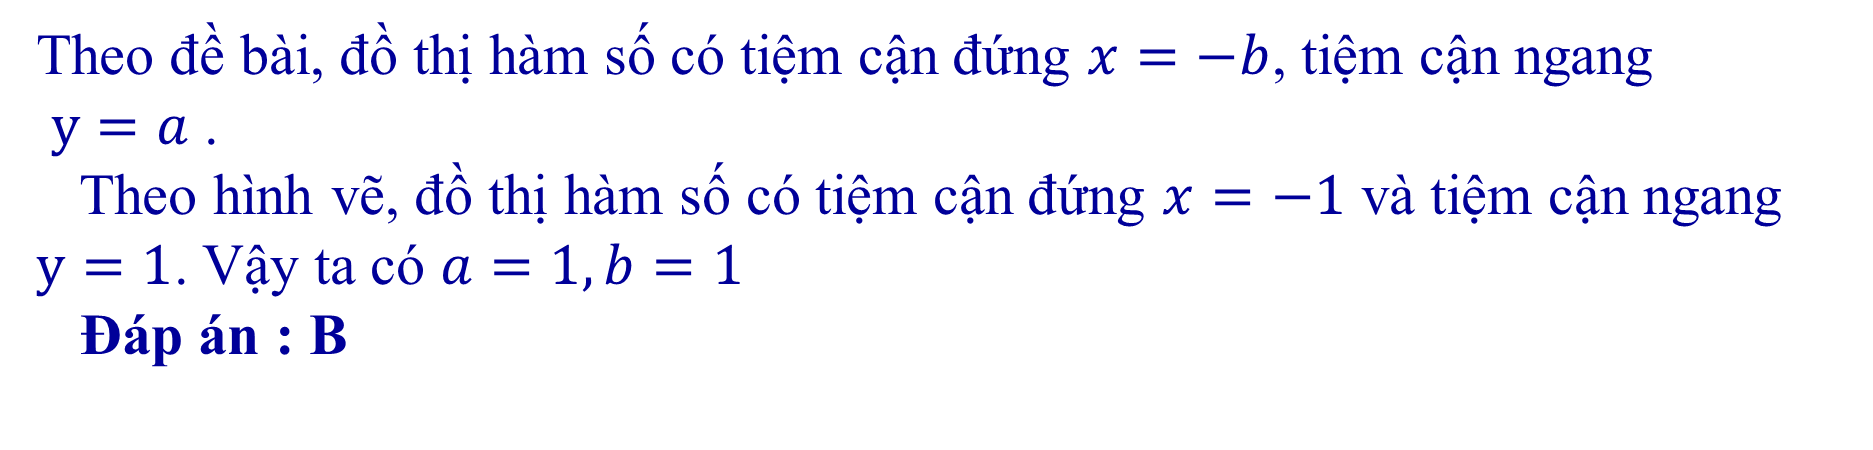 Theo đề bài, đồ thị hàm số có tiệm cận đứng x = −b, tiệm cận ngang
y = a .
Theo hình vẽ, đồ thị hàm số có tiệm cận đứng x = −1 và tiệm cận ngang
y = 1. Vậy ta có a = 1, b = 1
Đáp án : B